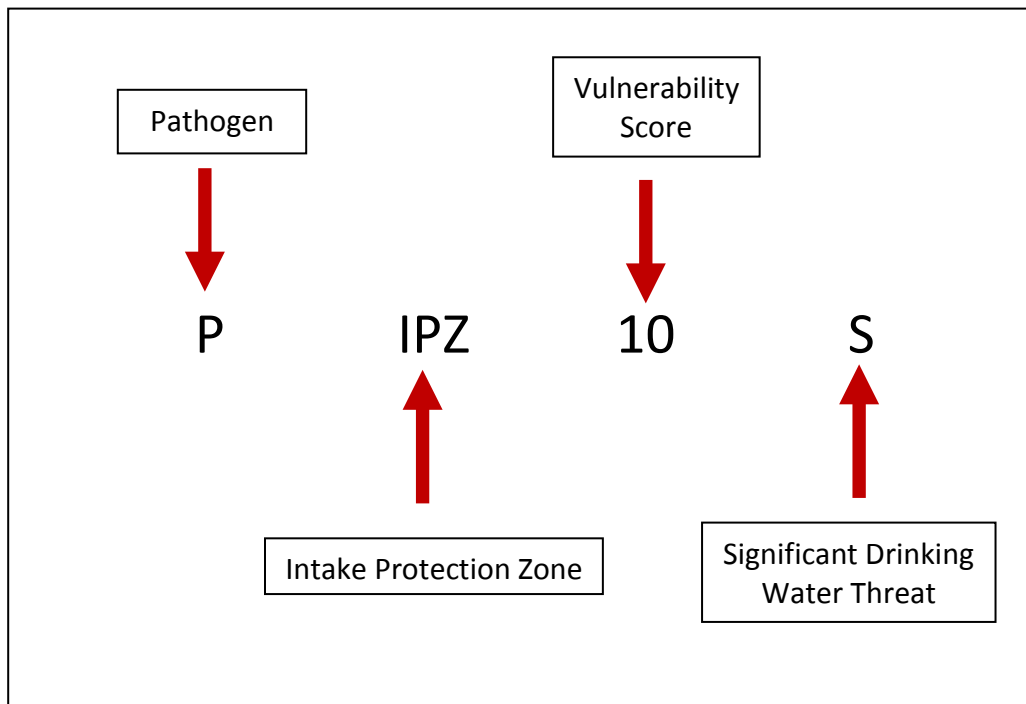 Pathogen
Vulnerability
Score
P IPZ 10 S
Intake Protection Zone
Significant Drinking
Water Threat